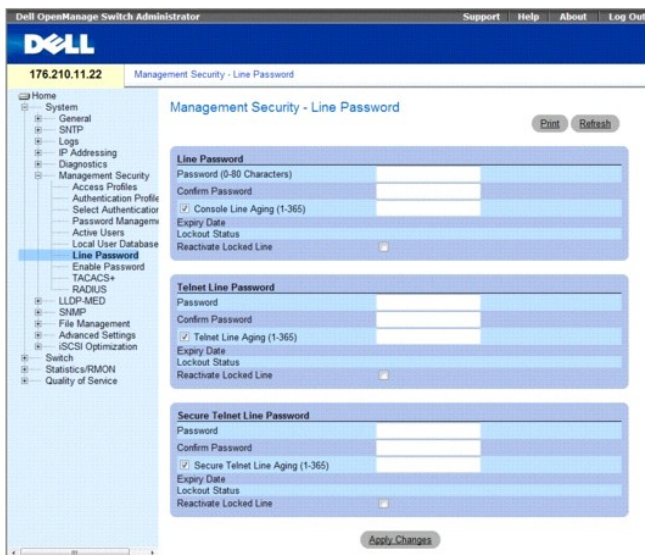 Dell OpenManage Switch Administrator
Support Help About Log Out
DELL
176.210.11.22
Management Security - Line Password
Home
System
General
SNTP
Logs
IP Addressing
Diagnostics
Management Security
Access Profiles
Authentication Profile
Select Authentication
Password Manageme
Active Users
Local User Database
Line Password
Enable Password
TACACS+
RADIUS
LLDP-MED
SNMP
File Management
Advanced Settings
iSCSI Optimization
Switch
Statistics/RMON
Quality of Service
Management Security - Line Password
Print Refresh
Line Password
Password (0-80 Characters)
Confirm Password
Console Line Aging (1-365)
Expiry Date
Lockout Status
Reactivate Locked Line
Telnet Line Password
Password
Confirm Password
Telnet Line Aging (1-365)
Expiry Date
Lockout Status
Reactivate Locked Line
Secure Telnet Line Password
Password
Confirm Password
Secure Telnet Line Aging (1-365)
Expiry Date
Lockout Status
Reactivate Locked Line
Apply Changes